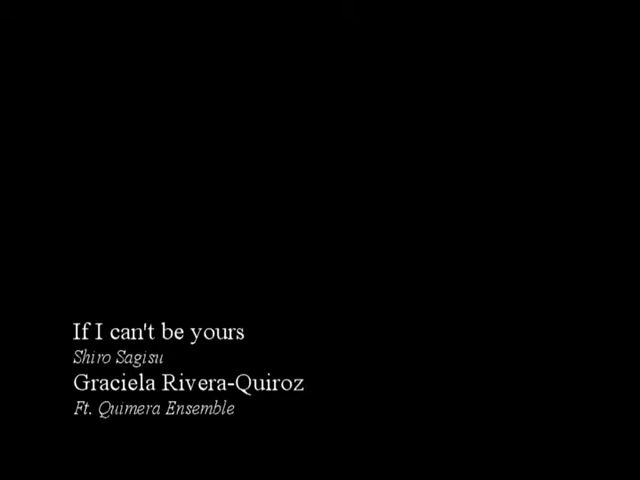 If I can't be yours
Shiro Sagisu
Graciela Rivera-Quiroz
Ft. Quimera Ensemble